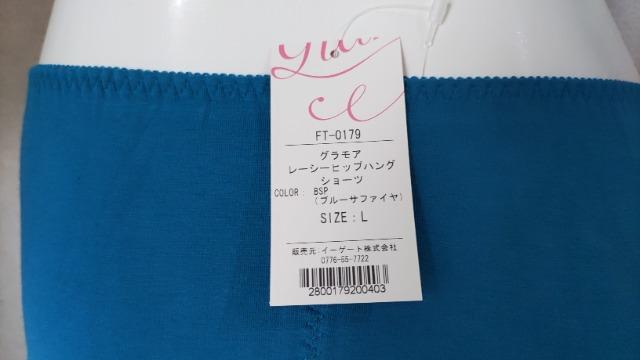 FT-0179
グラモア
レーシーヒップハング
ショーツ
COLOR: BSP
(ブルーサファイヤ)
SIZE:L
販売元:イーゲート株式会社
0776-65-7722
2800179200403